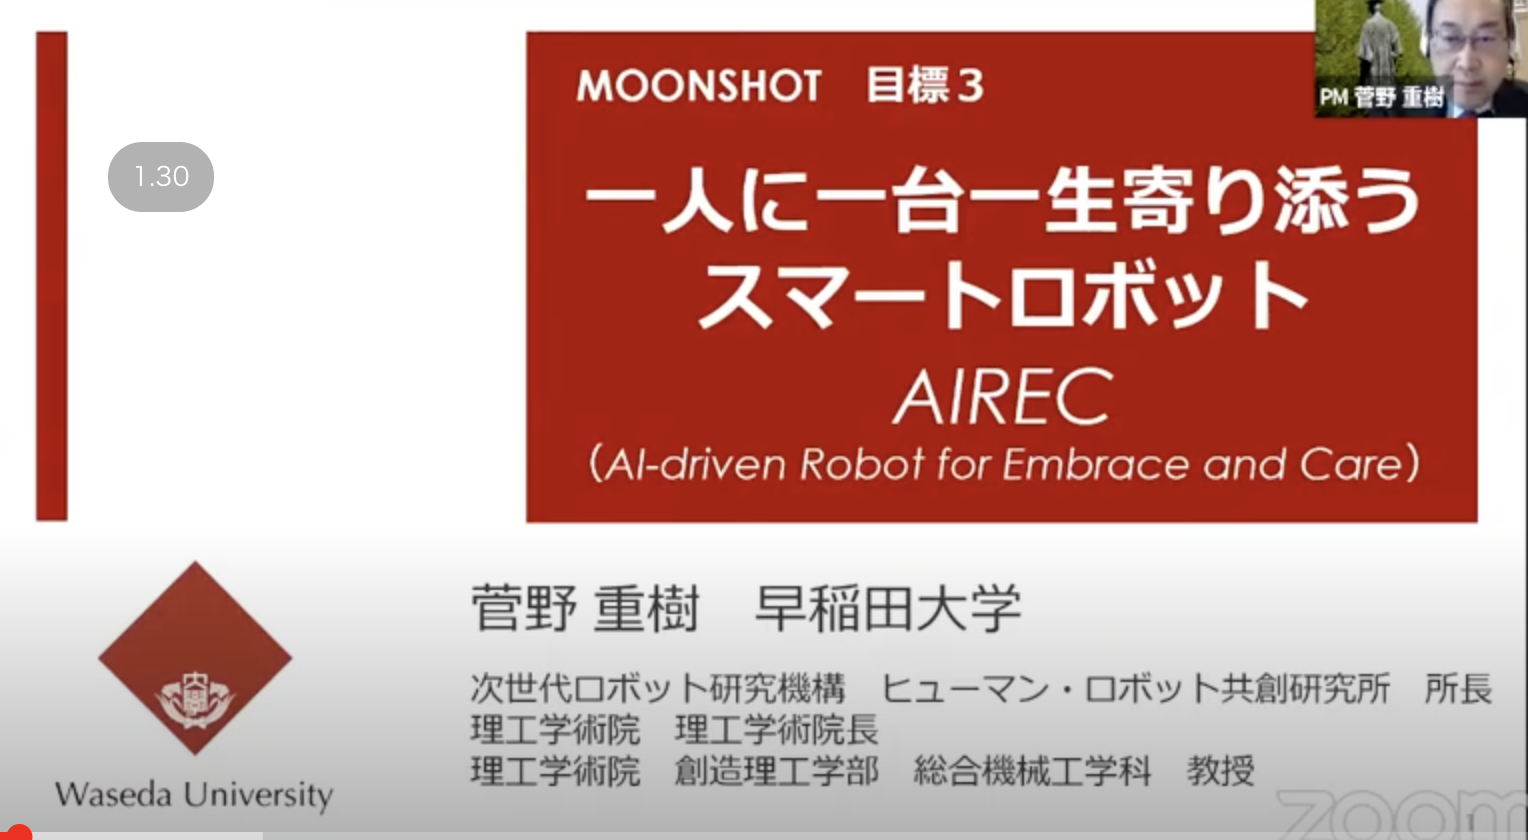 MOONSHOT 目標3
PM 菅野 重樹
1.30
一人に一台一生寄り添う
スマートロボット
AIREC
(AI-driven Robot for Embrace and Care)
菅野 重樹 早稲田大学
次世代ロボット研究機構 ヒューマン・ロボット共創研究所 所長
理工学術院 理工学術院長
理工学術院 創造理工学部 総合機械工学科 教授
大學
Waseda University
zoom
1